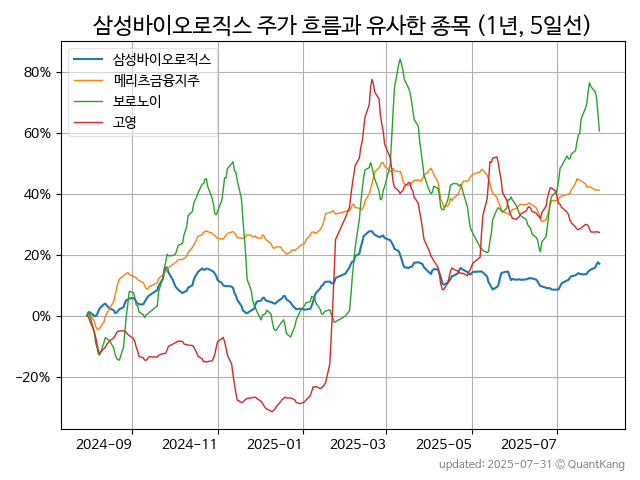 삼성바이오로직스 주가 흐름과 유사한 종목 (1년, 5일선)
삼성바이오로직스
메리츠금융지주
보로노이
고영
80%
60%
40%
20%
0%
−20%
2024-09
2024-11
2025-01
2025-03
2025-05
2025-07
updated: 2025-07-31 © QuantKang